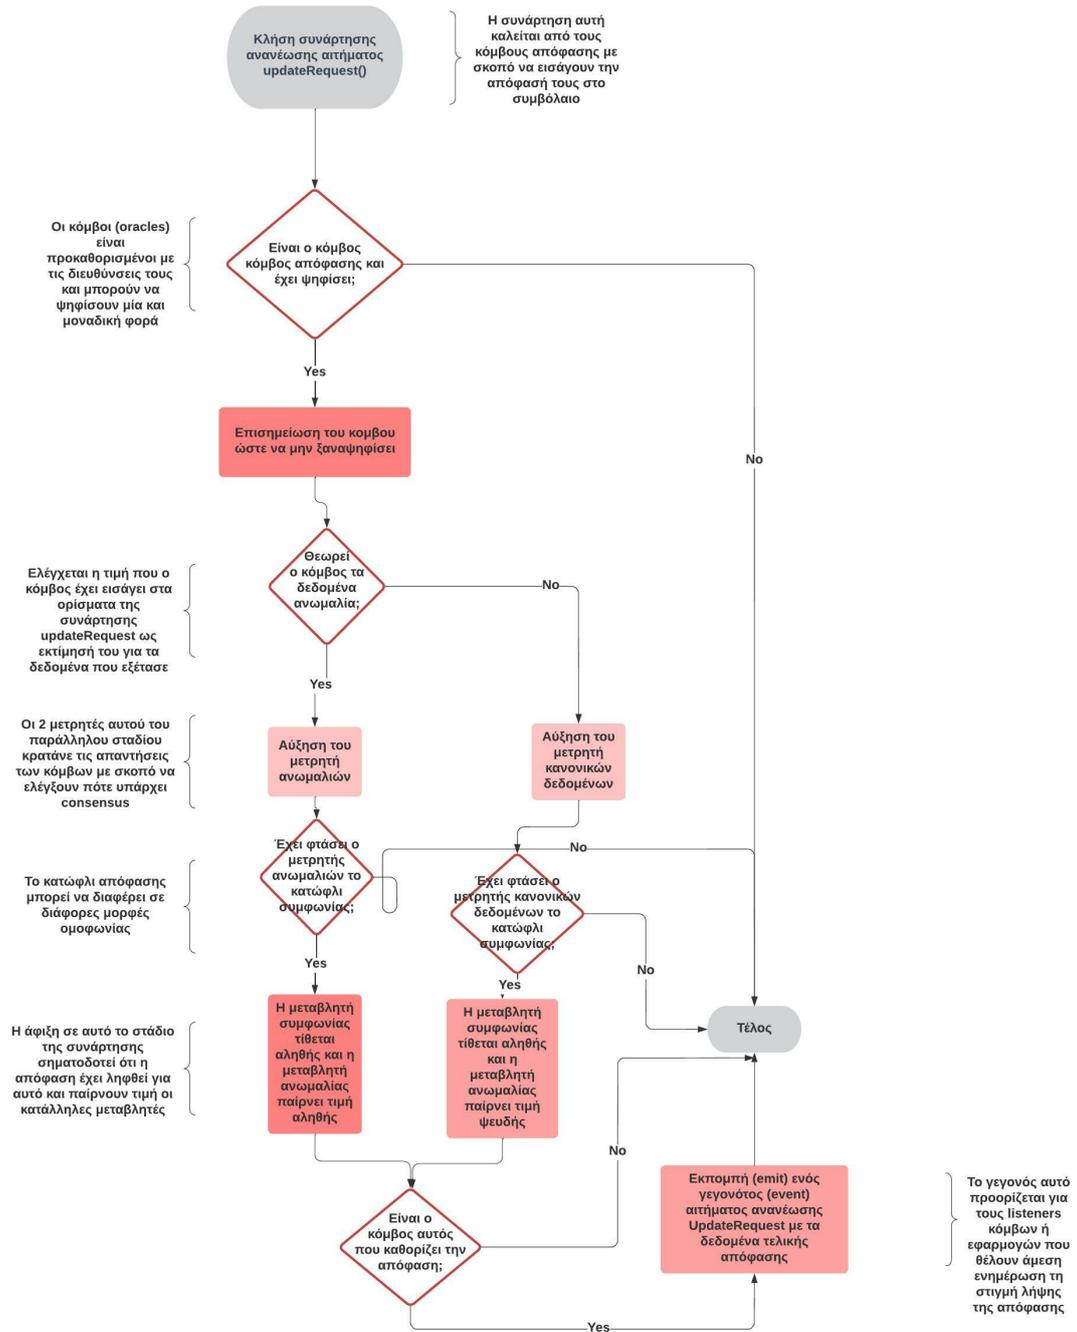 Κλήση συνάρτησης
ανανέωσης αιτήματος
updateRequest()
Η συνάρτηση αυτή
καλείται από τους
κόμβους απόφασης με
σκοπό να εισάγουν την
απόφασή τους στο
συμβόλαιο
Οι κόμβοι (oracles)
είναι
προκαθορισμένοι με
τις διευθύνσεις τους
και μπορούν να
ψηφίσουν μία και
μοναδική φορά
Είναι ο κόμβος
κόμβος απόφασης και
έχει ψηφίσει;
Yes
No
Επισημείωση του κομβου
ώστε να μην ξαναψηφίσει
Ελέγχεται η τιμή που ο
κόμβος έχει εισάγει στα
ορίσματα της
συνάρτησης
updateRequest ως
εκτίμησή του για τα
δεδομένα που εξέτασε
Θεωρεί
ο κόμβος τα
δεδομένα
ανωμαλία;
No
Yes
Οι 2 μετρητές αυτού του
παράλληλου σταδίου
κρατάνε τις απαντήσεις
των κόμβων με σκοπό να
ελέγξουν πότε υπάρχει
consensus
Αύξηση του
μετρητή
ανωμαλιών
Αύξηση του
μετρητή
κανονικών
δεδομένων
Το κατώφλι απόφασης
μπορεί να διαφέρει σε
διάφορες μορφές
ομοφωνίας
Έχει φτάσει ο
μετρητής
ανωμαλιών το
κατώφλι
συμφωνίας;
No
Έχει φτάσει ο
μετρητής κανονικών
δεδομένων το
κατώφλι
συμφωνίας;
Yes
Yes
No
Η άφιξη σε αυτό το στάδιο
της συνάρτησης
σηματοδοτεί ότι η
απόφαση έχει ληφθεί για
αυτό και παίρνουν τιμή οι
κατάλληλες μεταβλητές
Η μεταβλητή
συμφωνίας
τίθεται
αληθής και η
μεταβλητή
ανωμαλίας
παίρνει τιμή
αληθής
Η μεταβλητή
συμφωνίας
τίθεται αληθής
και η
μεταβλητή
ανωμαλίας
παίρνει τιμή
ψευδής
Τέλος
No
Είναι ο
κόμβος αυτός
που καθορίζει την
απόφαση;
Εκπομπή (emit) ενός
γεγονότος (event)
αιτήματος ανανέωσης
UpdateRequest με τα
δεδομένα τελικής
απόφασης
Το γεγονός αυτό
προορίζεται για
τους listeners
κόμβων ή
εφαρμογών που
θέλουν άμεση
ενημέρωση τη
στιγμή λήψης
της απόφασης
Yes